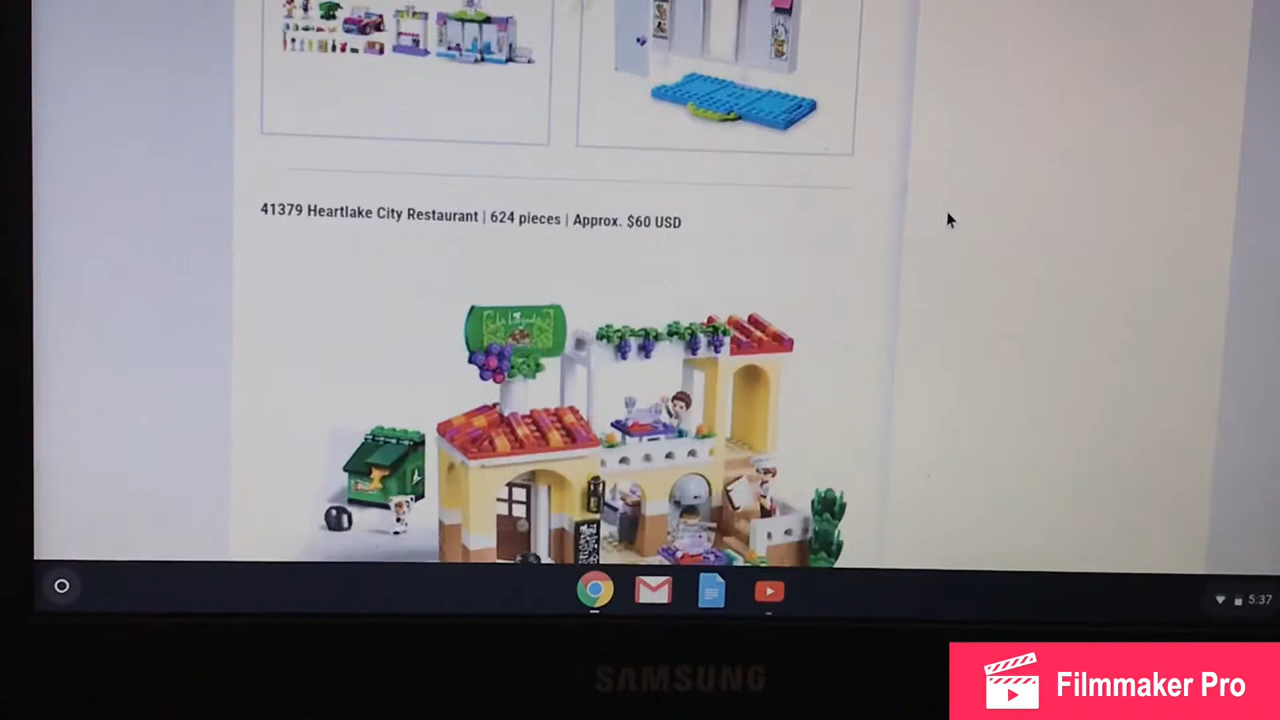 41379 Heartlake City Restaurant | 624 pieces | Approx. $60 USD
5:37
SAMSUNG
Filmmaker Pro